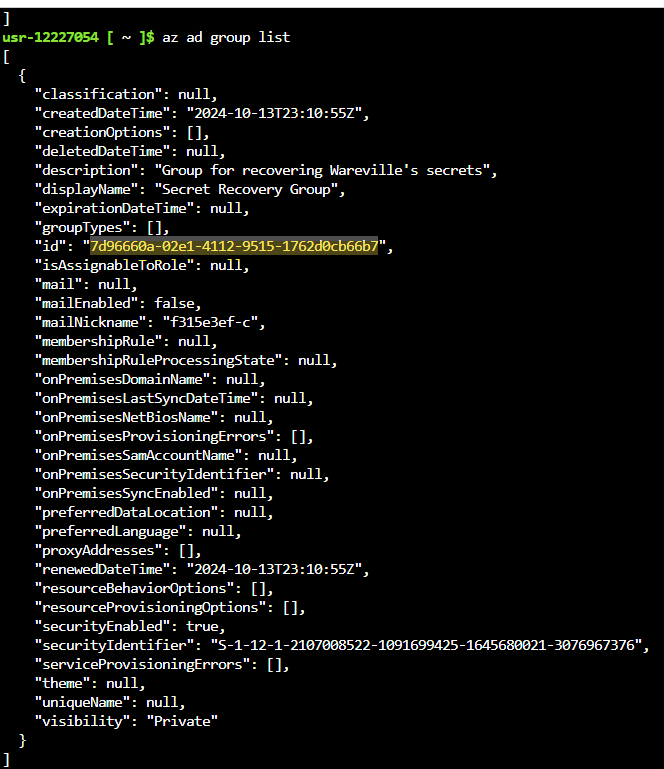 ]
usr-12227054 [ ~ ]$ az ad group list
[
  {
    "classification": null,
    "createdDateTime": "2024-10-13T23:10:55Z",
    "creationOptions": [],
    "deletedDateTime": null,
    "description": "Group for recovering Wareville's secrets",
    "displayName": "Secret Recovery Group",
    "expirationDateTime": null,
    "groupTypes": [],
    "id": "7d96660a-02e1-4112-9515-1762d0cb66b7",
    "isAssignableToRole": null,
    "mail": null,
    "mailEnabled": false,
    "mailNickname": "f315e3ef-c",
    "membershipRule": null,
    "membershipRuleProcessingState": null,
    "onPremisesDomainName": null,
    "onPremisesLastSyncDateTime": null,
    "onPremisesNetBiosName": null,
    "onPremisesProvisioningErrors": [],
    "onPremisesSamAccountName": null,
    "onPremisesSecurityIdentifier": null,
    "onPremisesSyncEnabled": null,
    "preferredDataLocation": null,
    "preferredLanguage": null,
    "proxyAddresses": [],
    "renewedDateTime": "2024-10-13T23:10:55Z",
    "resourceBehaviorOptions": [],
    "resourceProvisioningOptions": [],
    "securityEnabled": true,
    "securityIdentifier": "S-1-12-1-2107008522-1091699425-1645680021-3076967376",
    "serviceProvisioningErrors": [],
    "theme": null,
    "uniqueName": null,
    "visibility": "Private"
  }
]